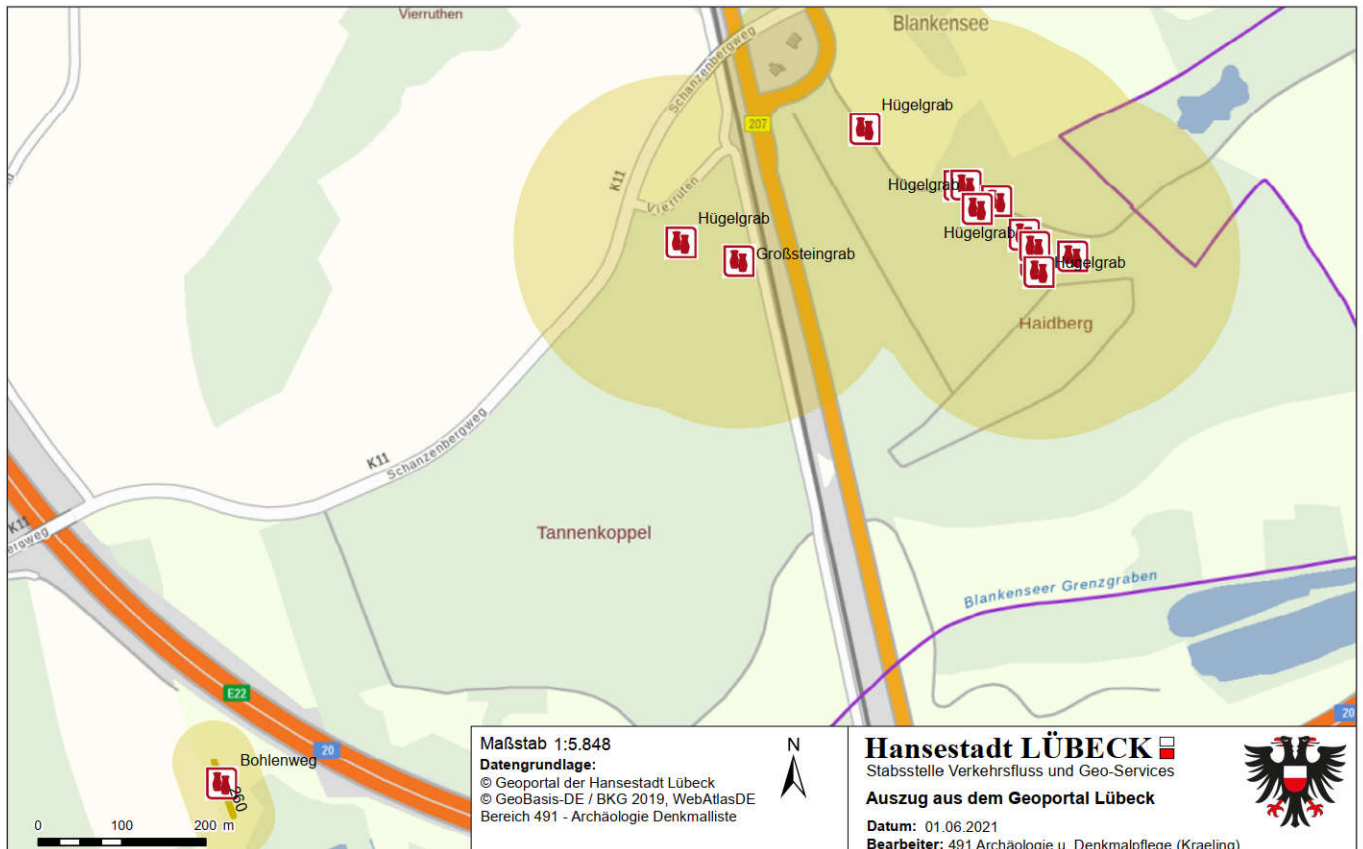 Vierruthen
Blankensee
Schanzenbergweg
207
Hügelgrab
K11
Vierruten
Hügelgrab
Hügelgrab
Großsteingrab
Hügelgrab
Hügelgrab
Haidberg
K11
Schanzenbergweg
K11
ergweg
Tannenkoppel
Blankenseer Grenzgraben
E22
20
20
Bohlenweg
260
0 100 200 m
Maßstab 1:5.848
Datengrundlage:
© Geoportal der Hansestadt Lübeck
© GeoBasis-DE / BKG 2019, WebAtlasDE
Bereich 491 - Archäologie Denkmalliste
N
Hansestadt LÜBECK
Stabsstelle Verkehrsfluss und Geo-Services
Auszug aus dem Geoportal Lübeck
Datum: 01.06.2021
Bearbeiter: 491 Archäologie u. Denkmalpflege (Kraeling)